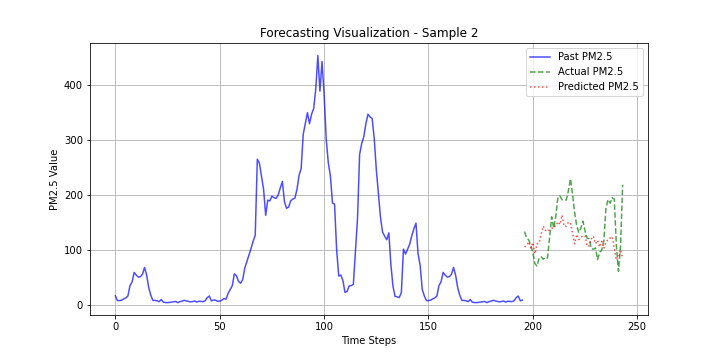 Forecasting Visualization - Sample 2
Past PM2.5
Actual PM2.5
Predicted PM2.5
PM2.5 Value
400
300
200
100
0
0
50
100
150
200
250
Time Steps